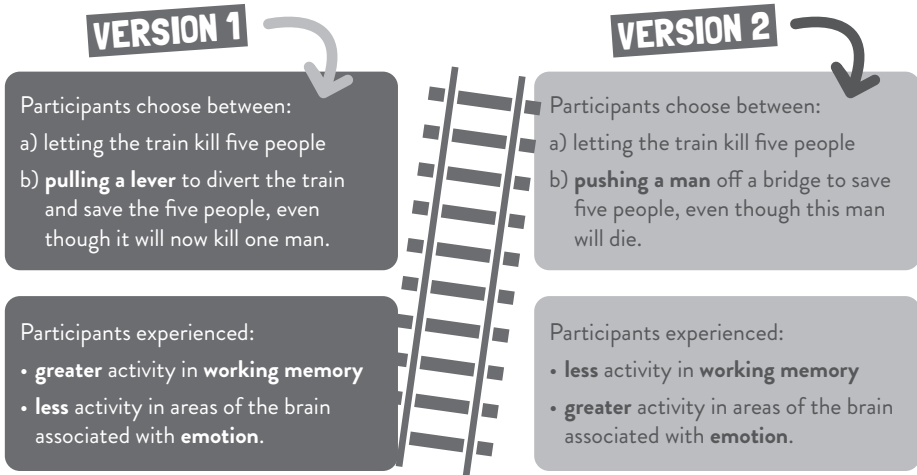 VERSION 1
Participants choose between:
a) letting the train kill five people
b) pulling a lever to divert the train
and save the five people, even
though it will now kill one man.
Participants experienced:
• greater activity in working memory
• less activity in areas of the brain
associated with emotion.
VERSION 2
Participants choose between:
a) letting the train kill five people
b) pushing a man off a bridge to save
five people, even though this man
will die.
Participants experienced:
• less activity in working memory
• greater activity in areas of the brain
associated with emotion.